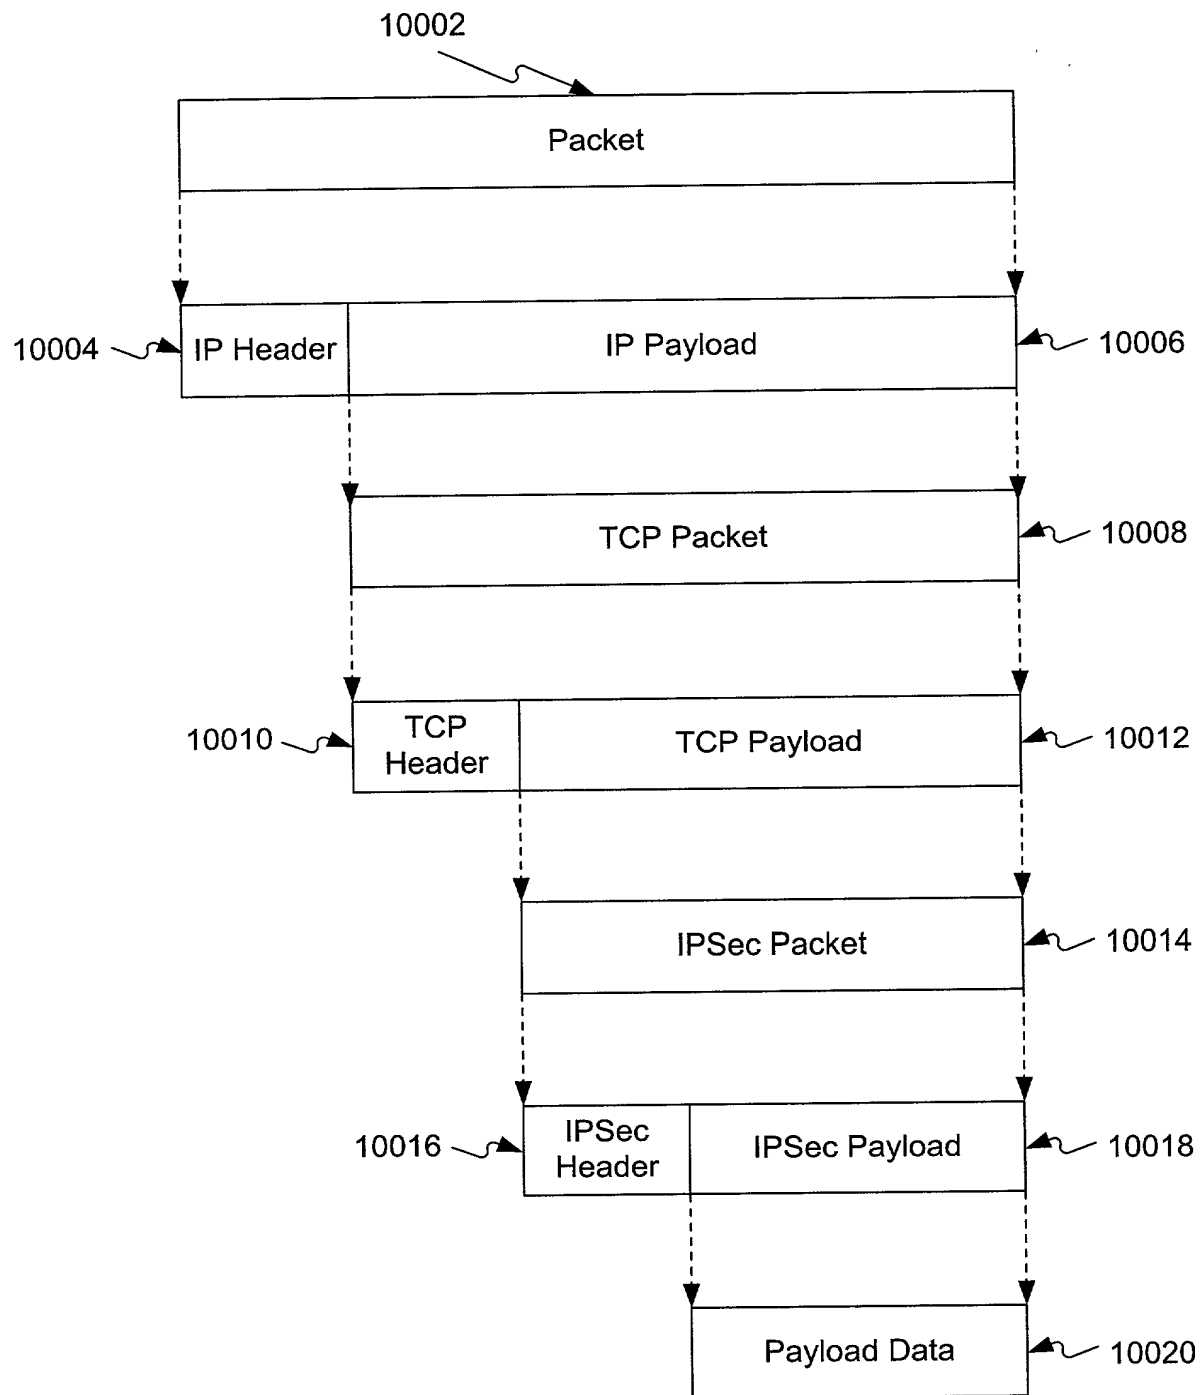 10002
Packet
10004
IP Header
IP Payload
10006
TCP Packet
10008
10010
TCP
Header
TCP Payload
10012
IPSec Packet
10014
10016
IPSec
Header
IPSec Payload
10018
Payload Data
10020